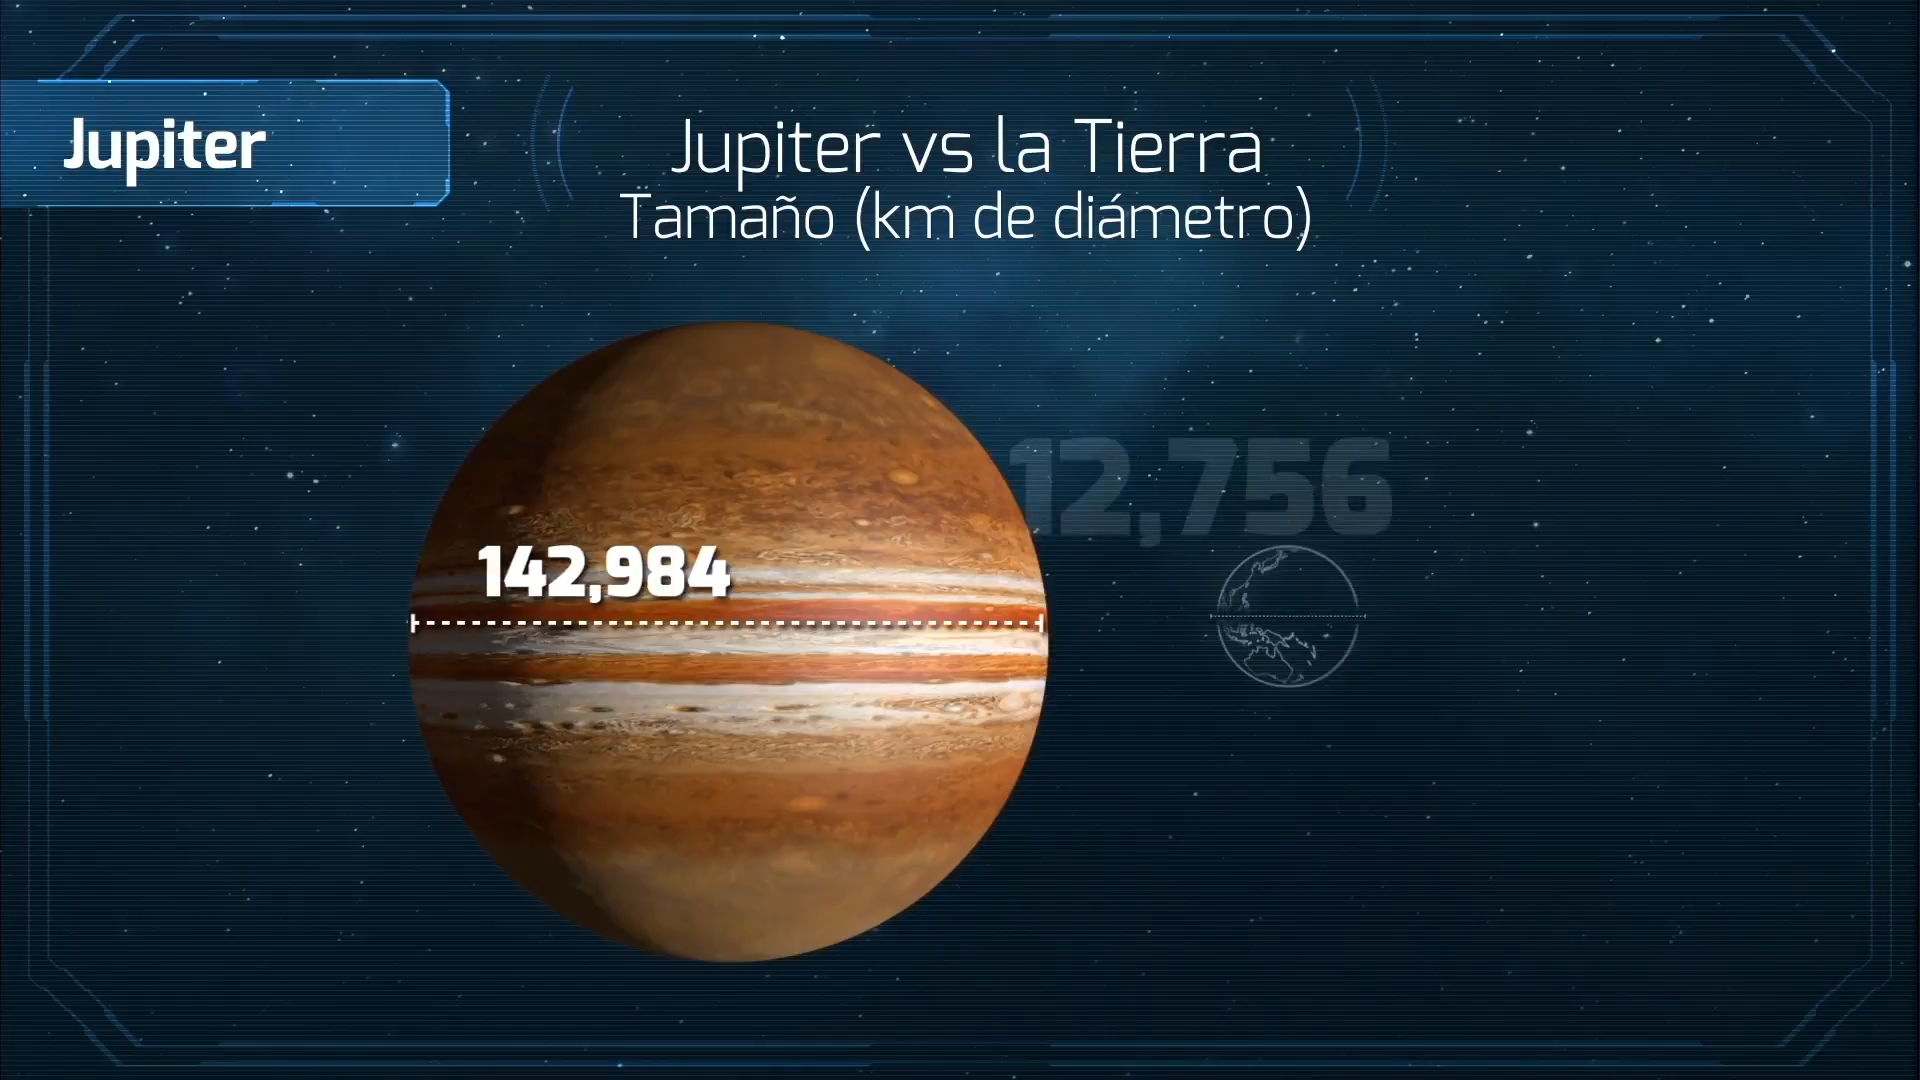 Jupiter
Jupiter vs la Tierra
Tamaño (km de diámetro)
12,756
142,984